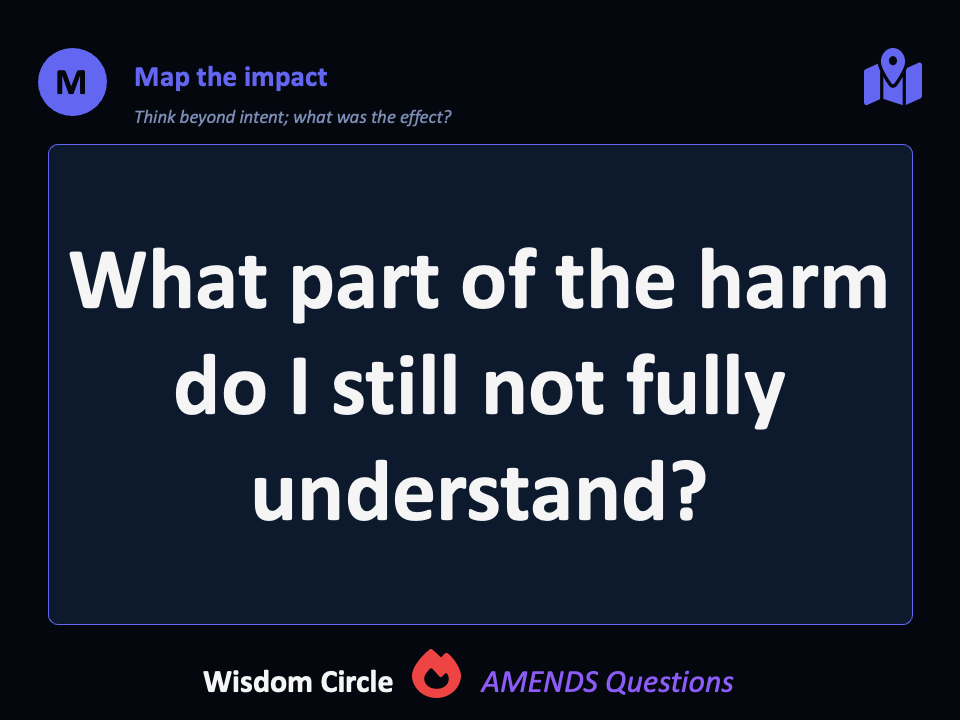 M
Map the impact
Think beyond intent; what was the effect?
What part of the harm
do I still not fully
understand?
Wisdom Circle
AMENDS Questions